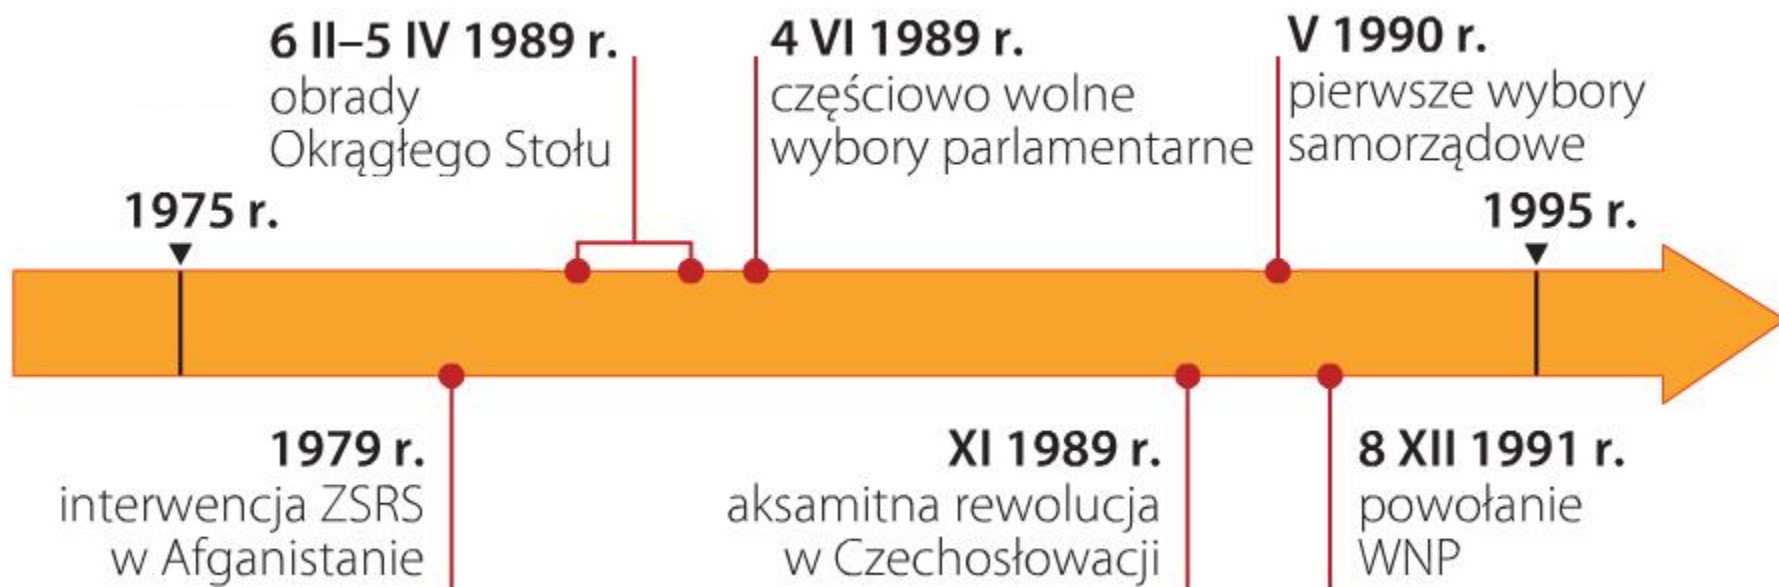 6 II–5 IV 1989 r.
obrady
Okrągłego Stołu
4 VI 1989 r.
częściowo wolne
wybory parlamentarne
V 1990 r.
pierwsze wybory
samorządowe
1975 r.
1995 r.
1979 r.
interwencja ZSRS
w Afganistanie
XI 1989 r.
aksamitna rewolucja
w Czechosłowacji
8 XII 1991 r.
powołanie
WNP